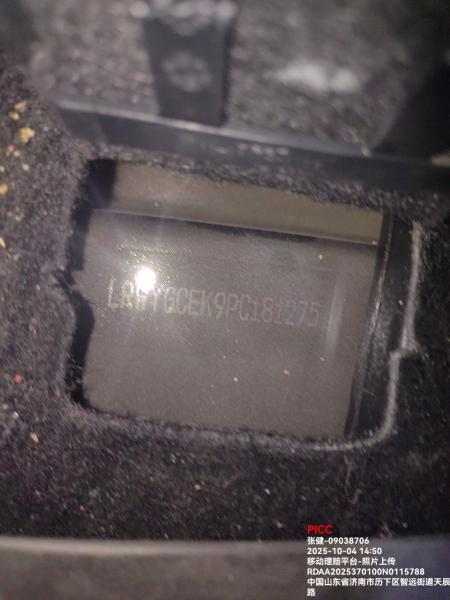 LRWYGCEK9PC181275
PICC
张健-09038706
2025-10-04 14:50
移动理赔平台-照片上传
RDAA2025370100N0115788
中国山东省济南市历下区智远街道天辰
路